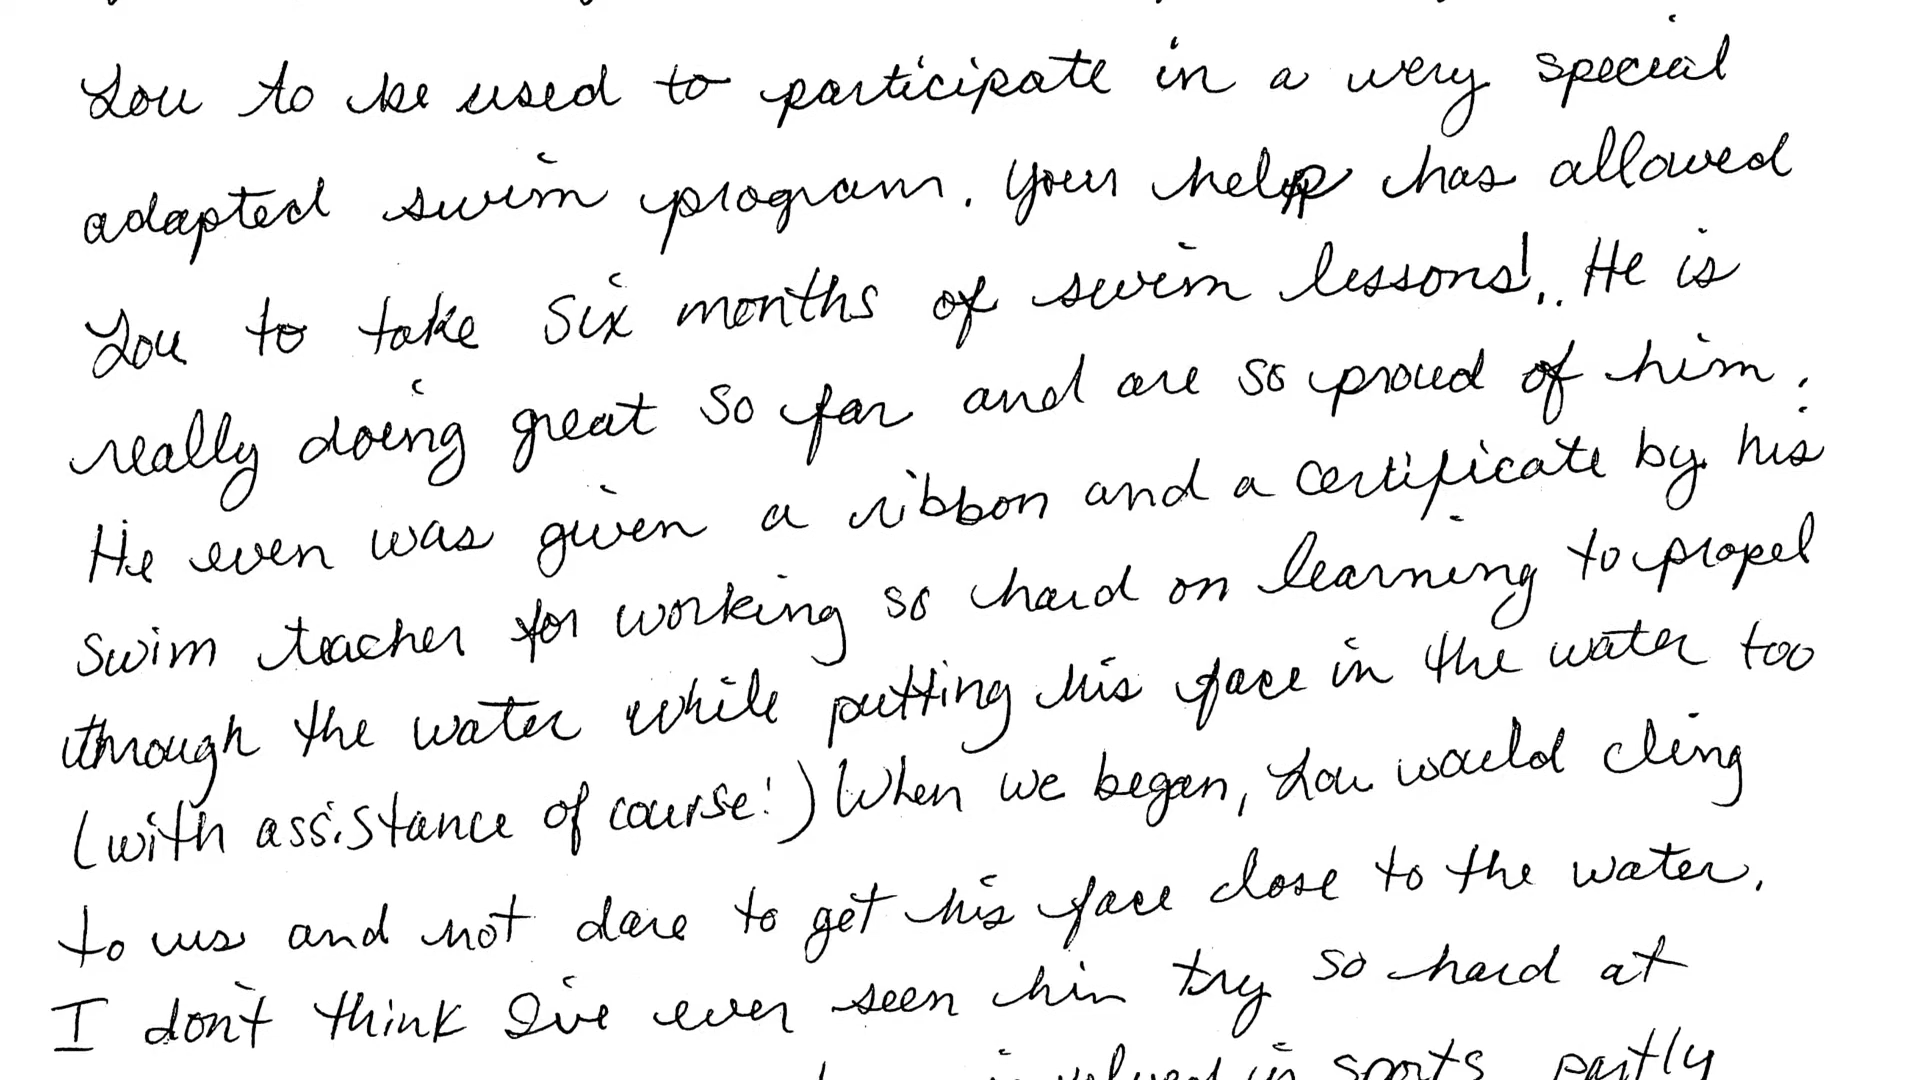 Lou to be used to participate in a very special
adapted swim program. Your help has allowed
Lou to take six months of swim lessons!. He is
really doing great so far and are so proud of him.
He even was given a ribbon and a certificate by his
swim teacher for working so hard on learning to propel
through the water while putting his face in the water too
(with assistance of course!) When we began, Lou would cling
to us and not dare to get his face close to the water.
I don't think I've ever seen him try so hard at
involved in sports partly